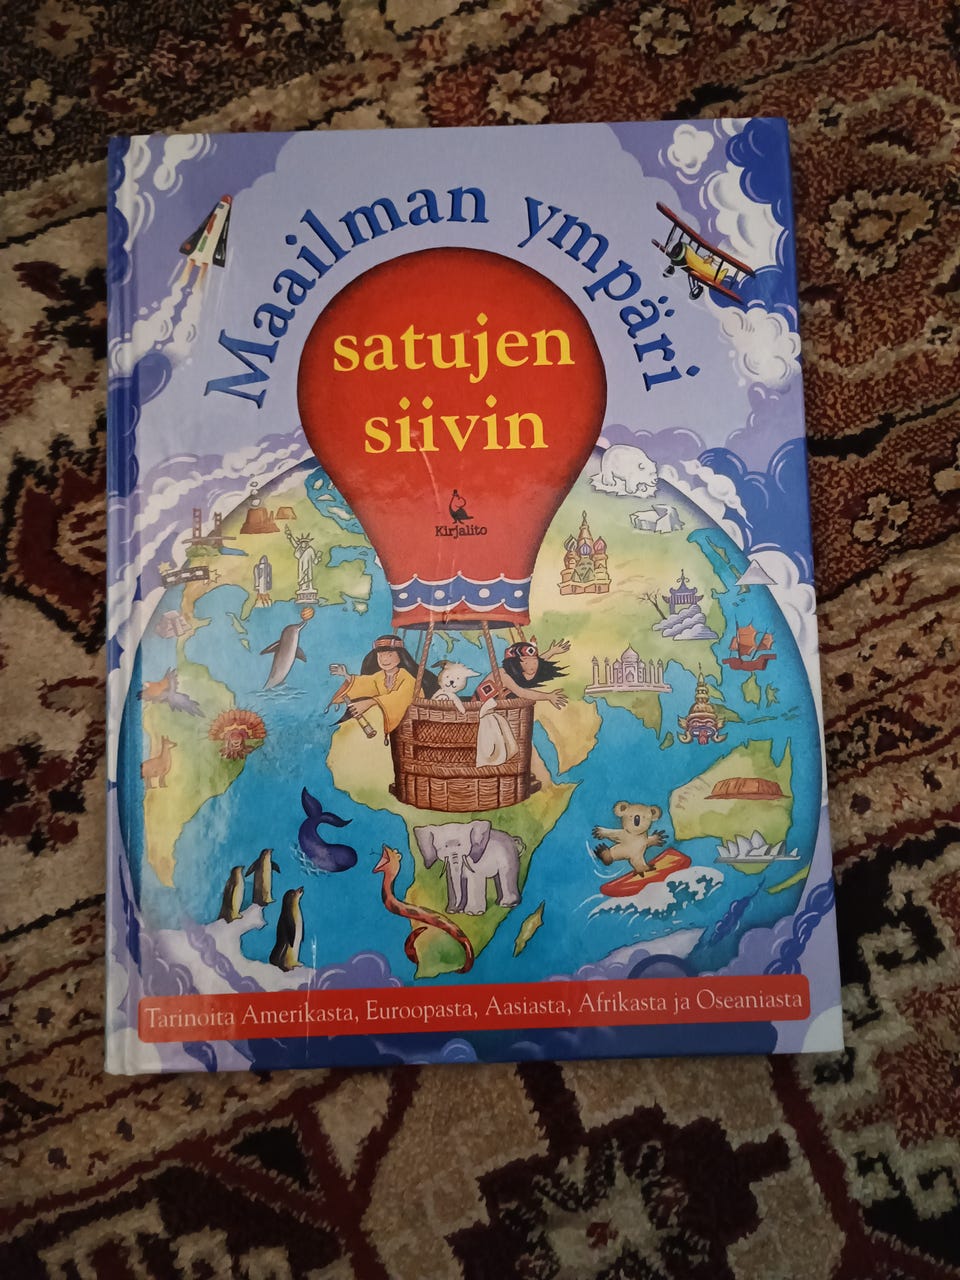 Maailman ympäri
satujen
siivin
Kirjalito
Tarinoita Amerikasta, Euroopasta, Aasiasta, Afrikasta ja Oseaniasta